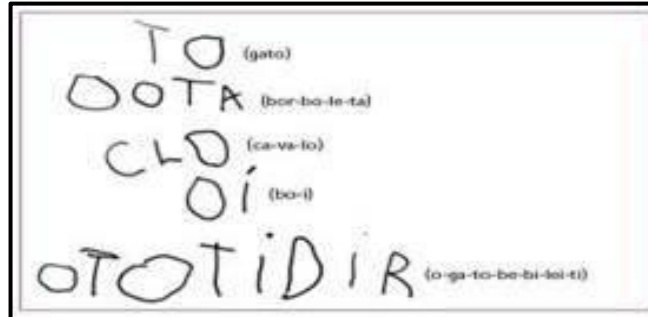 TO (gato)
OOTA (bor-bo-le-ta)
CLO (ca-va-lo)
OÍ (bo-i)
OTOTIDIR (o-ga-to-be-bi-lei-ti)